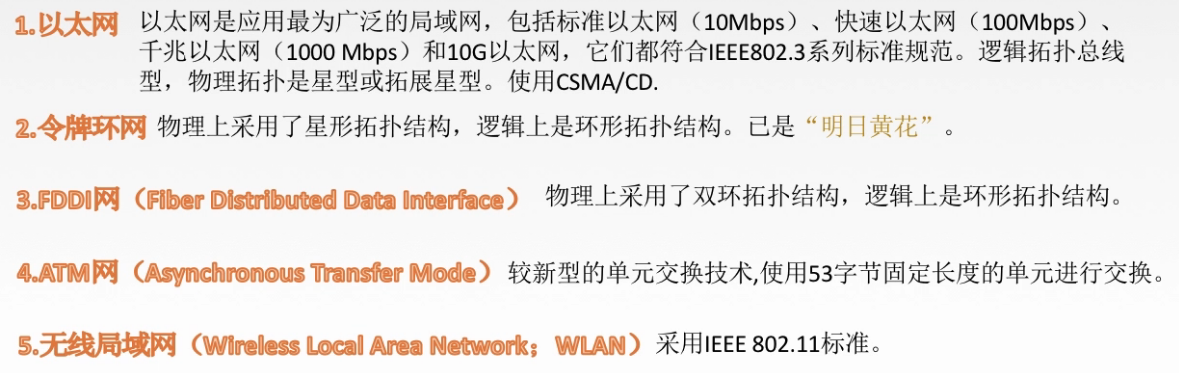 1.以太网 以太网是应用最为广泛的局域网，包括标准以太网（10Mbps）、快速以太网（100Mbps）、
千兆以太网（1000 Mbps）和10G以太网，它们都符合IEEE802.3系列标准规范。逻辑拓扑总线
型，物理拓扑是星型或拓展星型。使用CSMA/CD.
2.令牌环网 物理上采用了星形拓扑结构，逻辑上是环形拓扑结构。已是“明日黄花”。
3.FDDI网（Fiber Distributed Data Interface） 物理上采用了双环拓扑结构，逻辑上是环形拓扑结构。
4.ATM网（Asynchronous Transfer Mode） 较新型的单元交换技术,使用53字节固定长度的单元进行交换。
5.无线局域网（Wireless Local Area Network；WLAN） 采用IEEE 802.11标准。